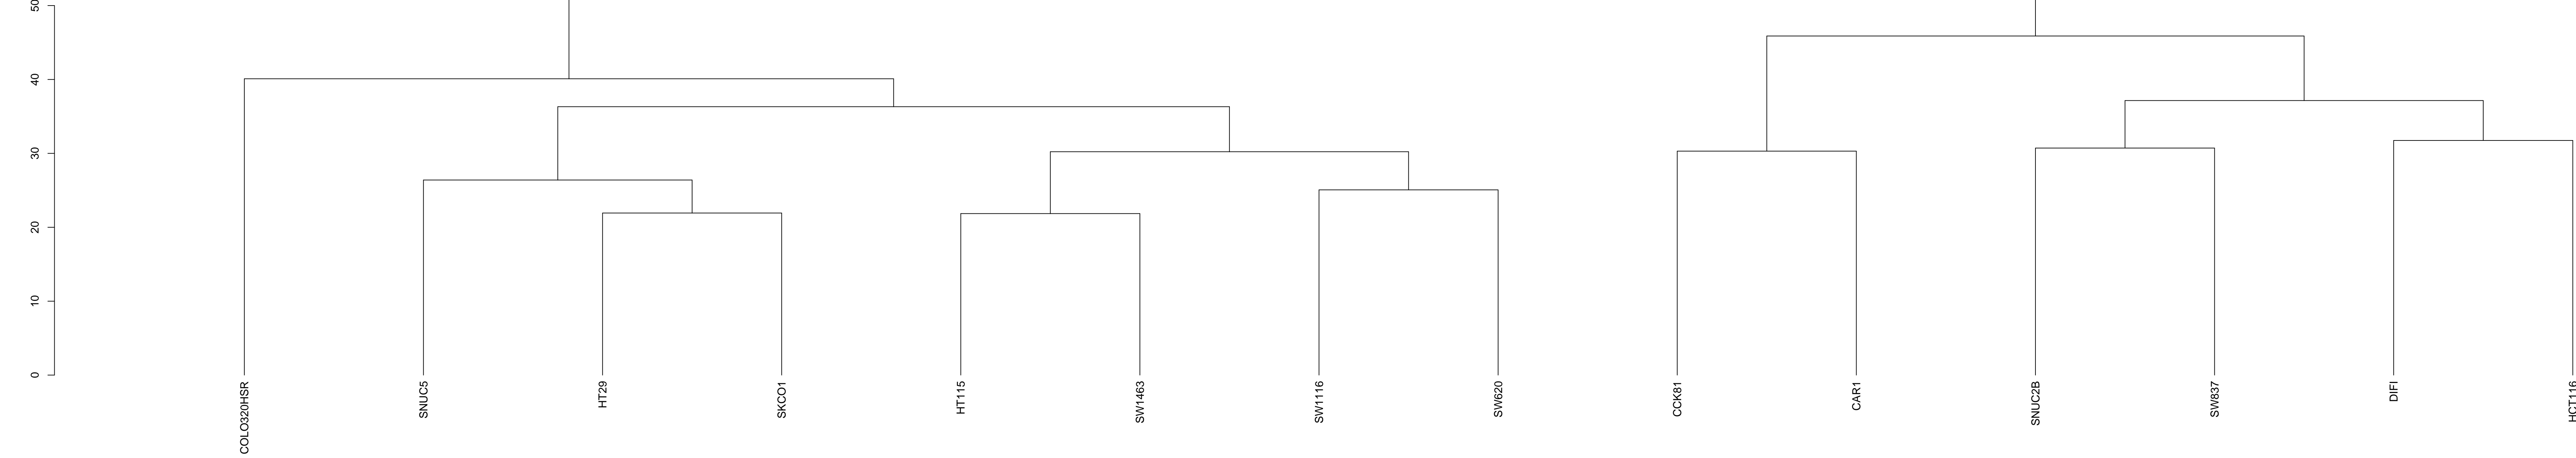 50
40
30
20
10
0
COLO320HSR
SNUC5
HT29
SKCO1
HT115
SW1463
SW1116
SW620
CCK81
CAR1
SNUC2B
SW837
DIFI
HCT116